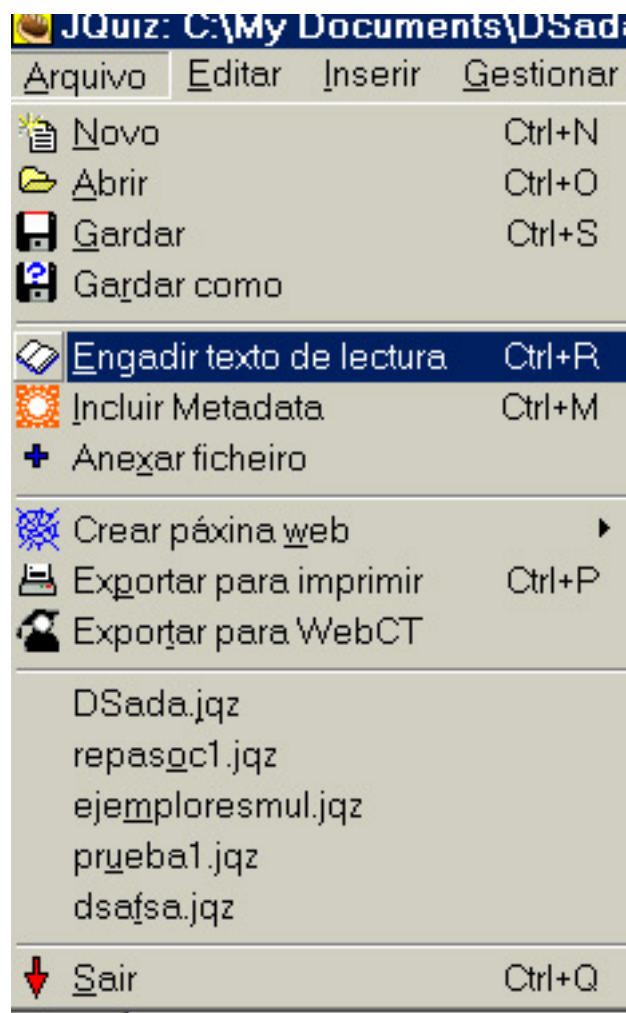 JQuiz: C:\My Documents\DSada
Arquivo Editar Inserir Gestionar
Novo Ctrl+N
Abrir Ctrl+O
Gardar Ctrl+S
Gardar como
Engadir texto de lectura Ctrl+R
Incluir Metadata Ctrl+M
Anexar ficheiro
Crear páxina web
Exportar para imprimir Ctrl+P
Exportar para WebCT
DSada.jqz
repasoc1.jqz
ejemploresmul.jqz
prueba1.jqz
dsafsa.jqz
Sair Ctrl+Q